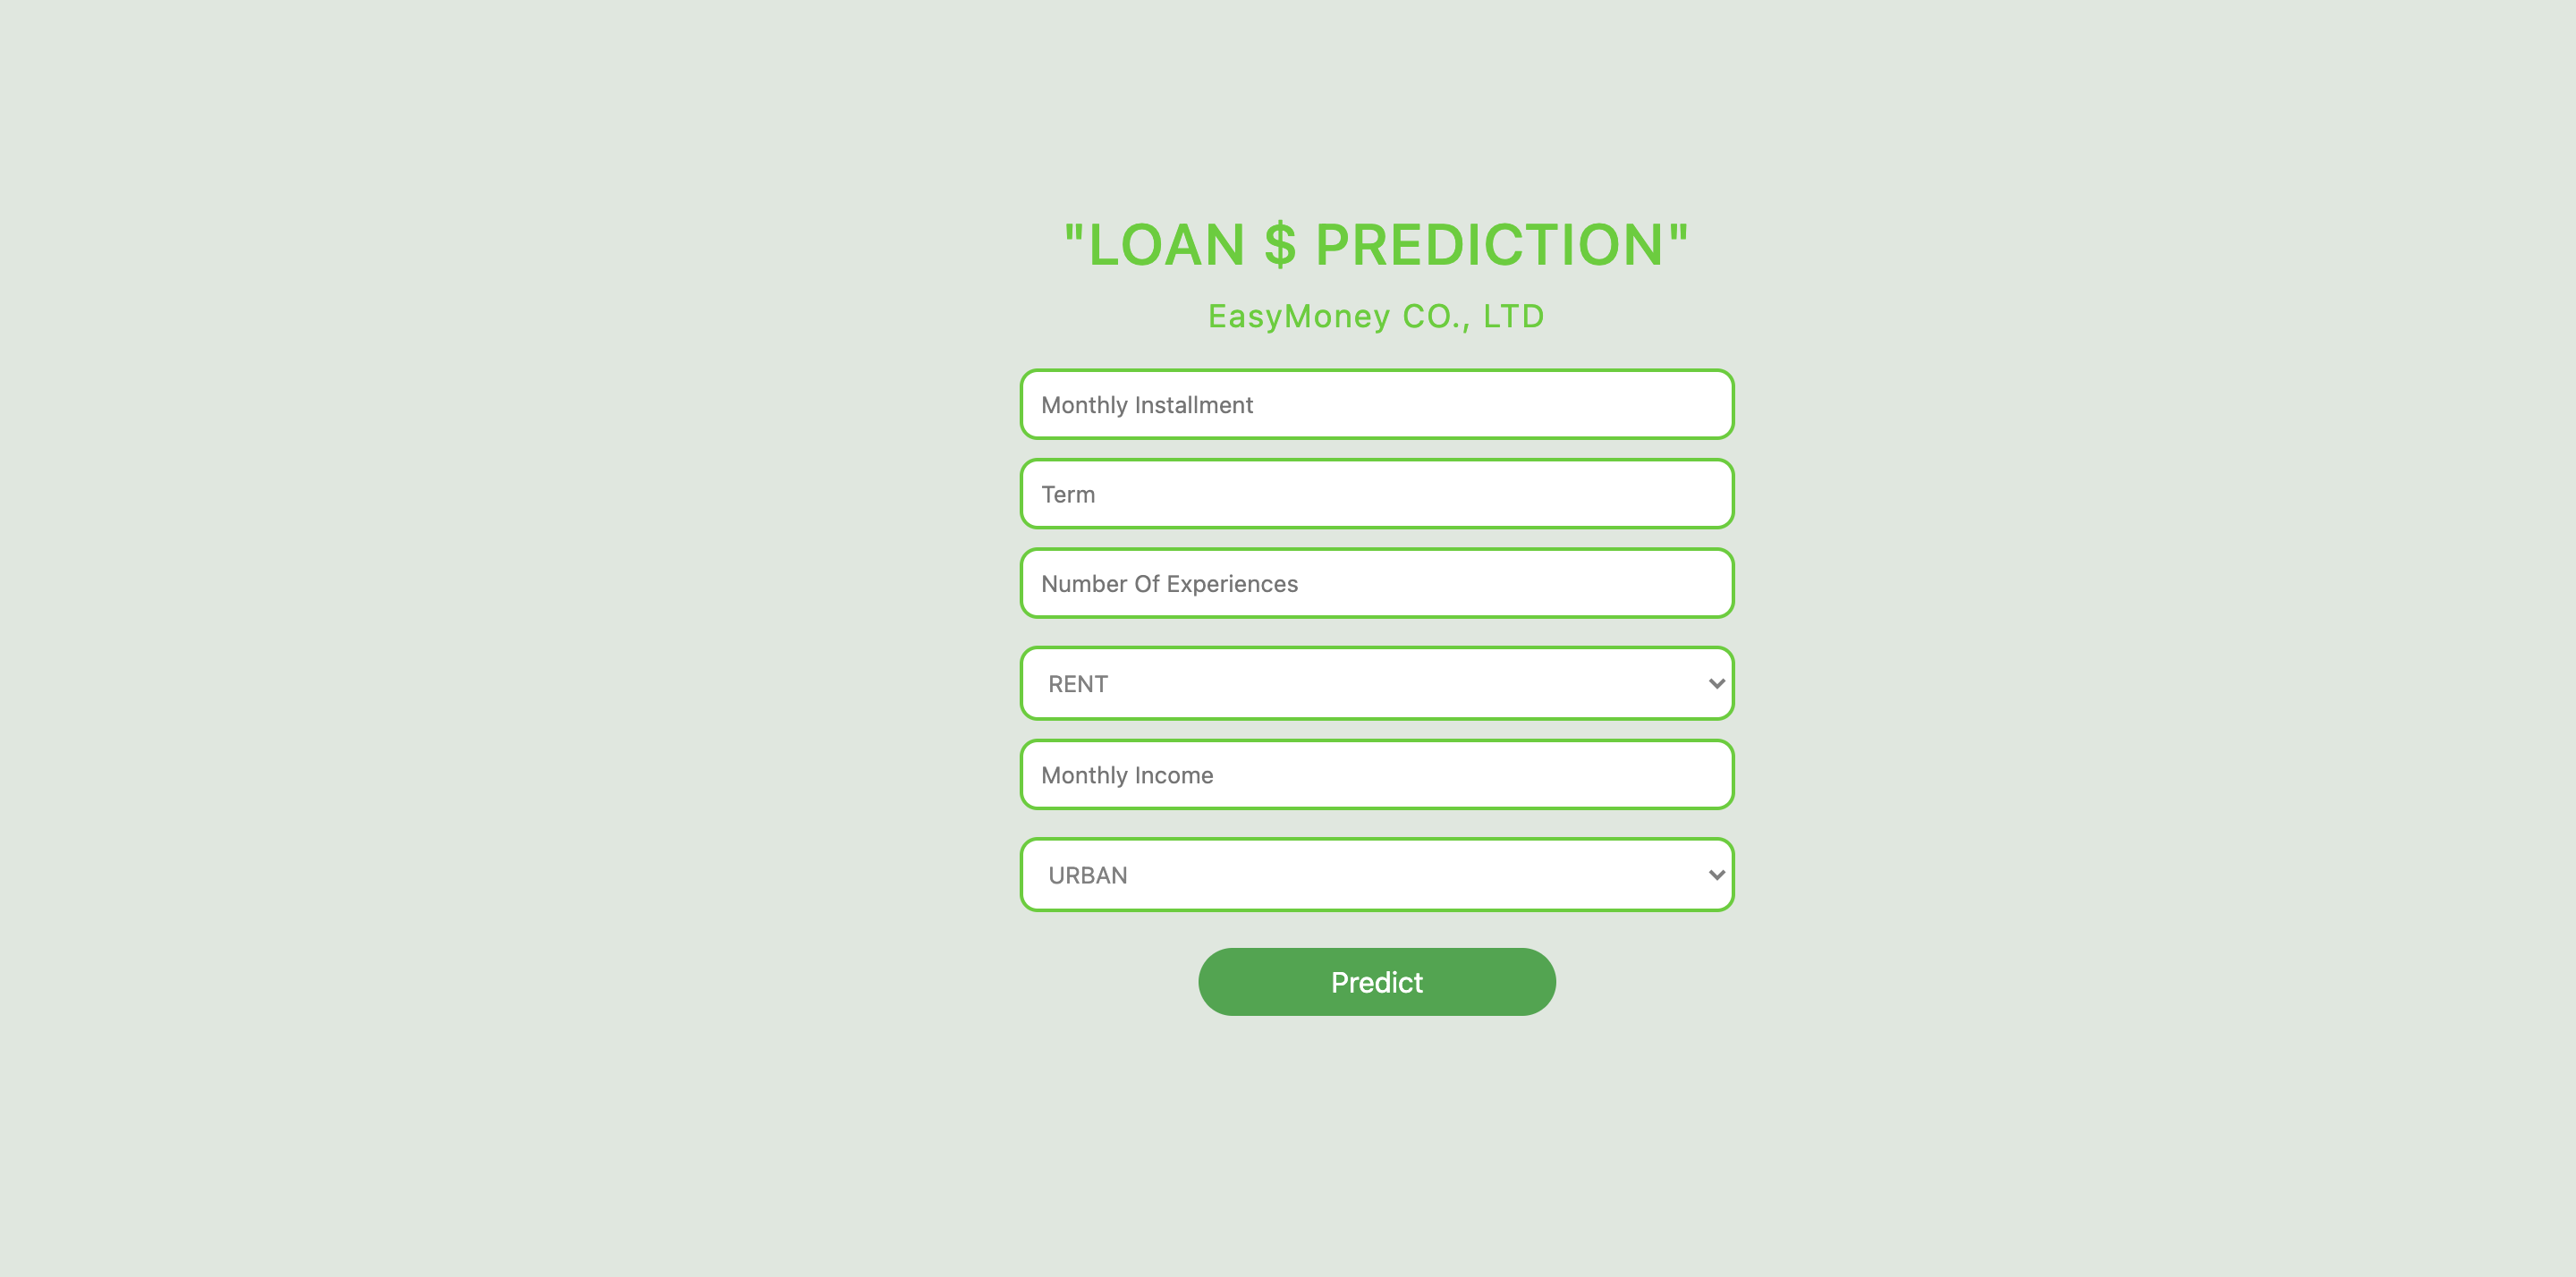 "LOAN $ PREDICTION"
EasyMoney CO., LTD
Monthly Installment
Term
Number Of Experiences
RENT
Monthly Income
URBAN
Predict